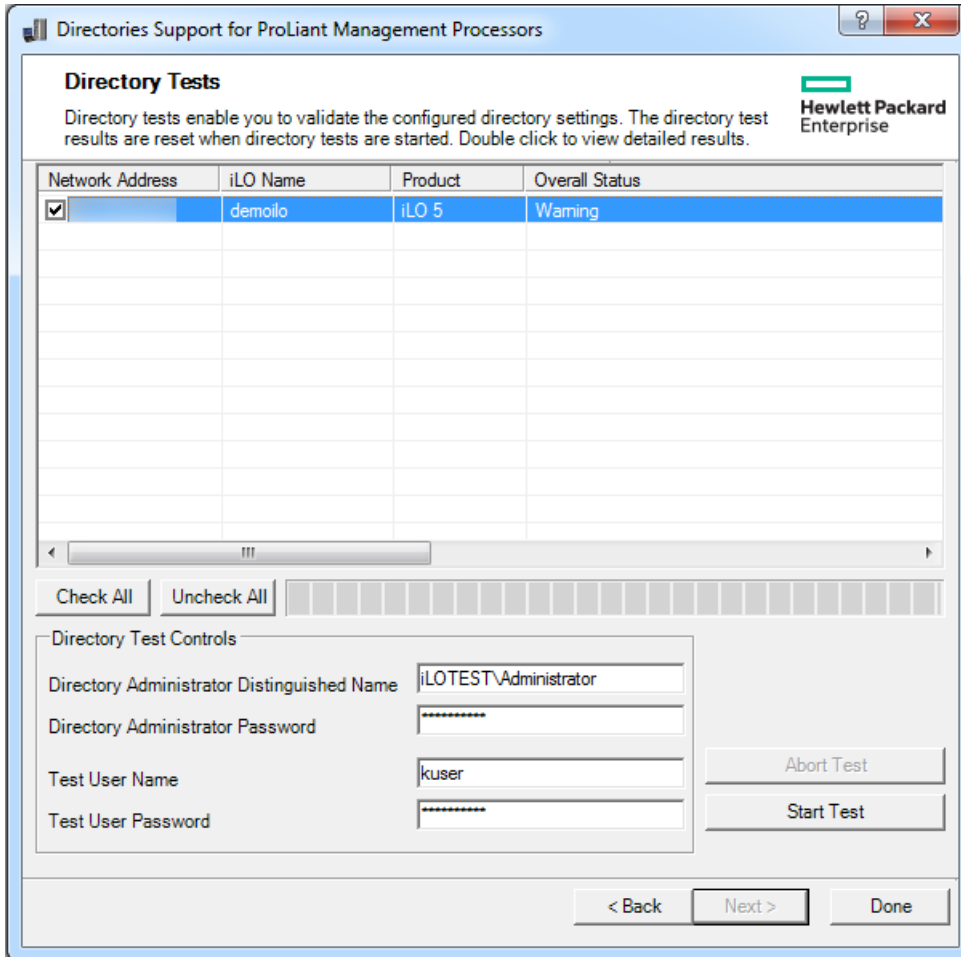 Directories Support for ProLiant Management Processors
?
X
Directory Tests
Directory tests enable you to validate the configured directory settings. The directory test
results are reset when directory tests are started. Double click to view detailed results.
Hewlett Packard
Enterprise
Network Address iLO Name Product Overall Status
demoilo iLO 5 Warning
Check All Uncheck All
Directory Test Controls
Directory Administrator Distinguished Name iLOTEST\Administrator
Directory Administrator Password **********
Test User Name kuser
Abort Test
Test User Password **********
Start Test
< Back Next > Done